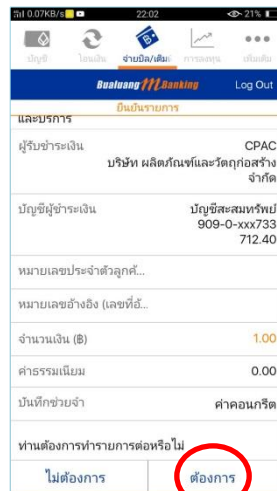 0.07KB/s
22:02
21%
บัญชี
โอนเงิน
จ่ายบิล/เติม
การลงทุน
เพิ่มเติม
Bualuang mBanking
Log Out
ยืนยันรายการ
และบริการ
ผู้รับชำระเงิน
CPAC
บริษัท ผลิตภัณฑ์และวัตถุก่อสร้าง
จำกัด
บัญชีผู้ชำระเงิน
บัญชีสะสมทรัพย์
909-0-xxx733
712.40
หมายเลขประจำตัวลูกค้...
หมายเลขอ้างอิง (เลขที่อั...
จำนวนเงิน (฿)
1.00
ค่าธรรมเนียม
0.00
บันทึกช่วยจำ
ค่าคอนกรีต
ท่านต้องการทำรายการต่อหรือไม่
ไม่ต้องการ
ต้องการ